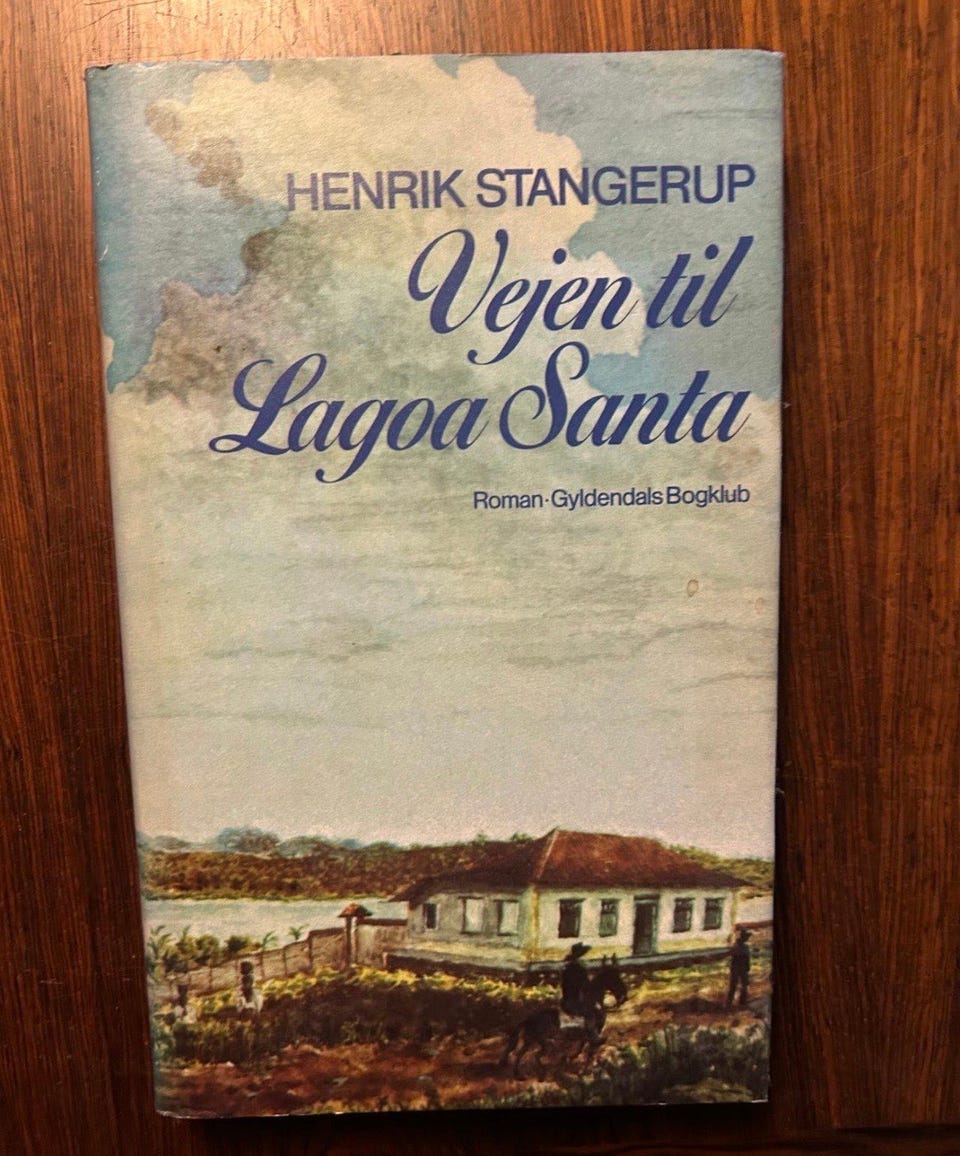 HENRIK STANGERUP
Vejen til
Lagoa Santa
Roman·Gyldendals Bogklub